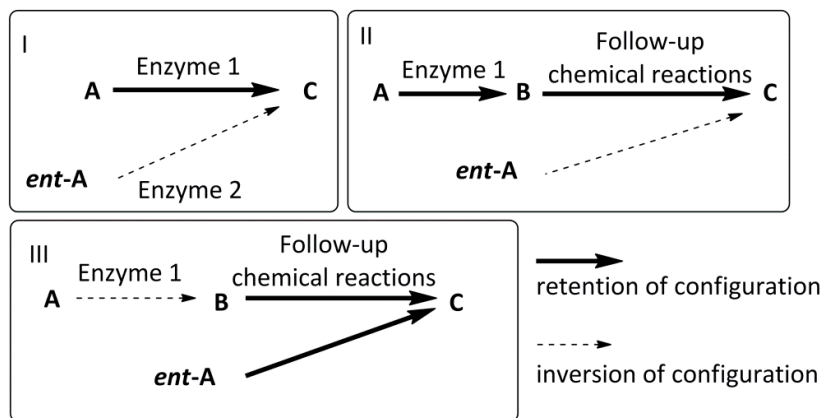 I
Enzyme 1
A C
ent-A
Enzyme 2
II
Follow-up
Enzyme 1 chemical reactions
A B C
ent-A
III
Follow-up
Enzyme 1 chemical reactions
A B C
ent-A
retention of configuration
inversion of configuration